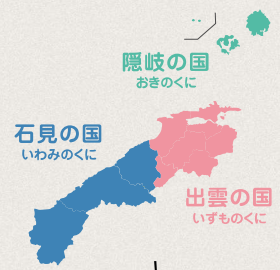 隠岐の国
おきのくに
石見の国
いわみのくに
出雲の国
いずものくに